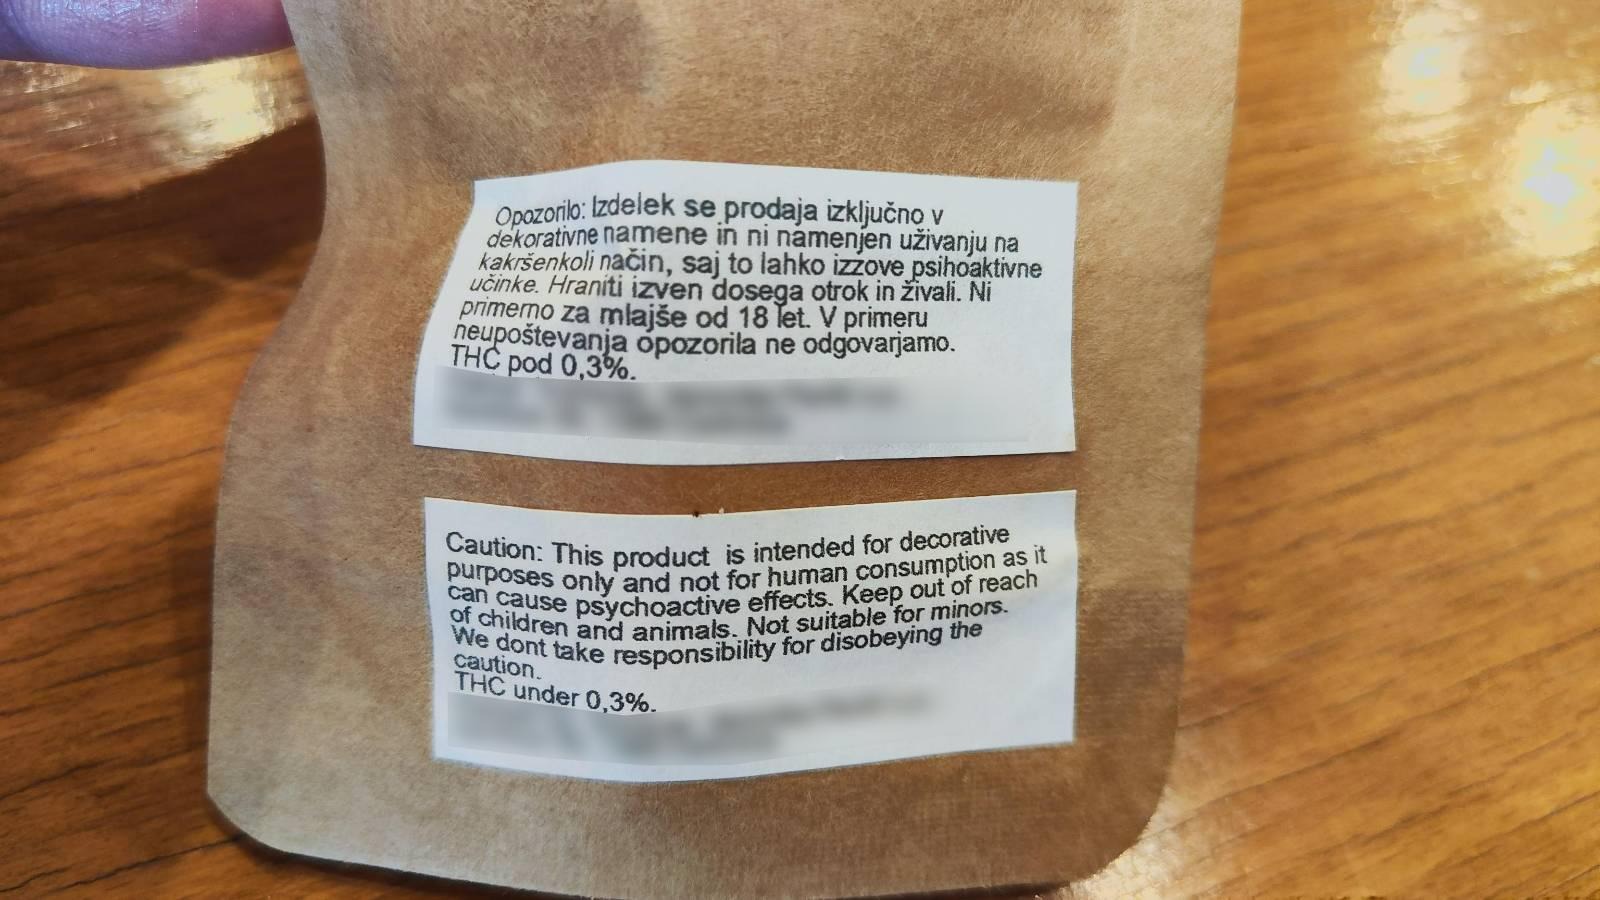 Opozorilo: Izdelek se prodaja izključno v
dekorativne namene in ni namenjen uživanju na
kakršenkoli način, saj to lahko izzove psihoaktivne
učinke. Hraniti izven dosega otrok in živali. Ni
primerno za mlajše od 18 let. V primeru
neupoštevanja opozorila ne odgovarjamo.
THC pod 0,3%.
Caution: This product is intended for decorative
purposes only and not for human consumption as it
can cause psychoactive effects. Keep out of reach
of children and animals. Not suitable for minors.
We dont take responsibility for disobeying the
caution.
THC under 0,3%.